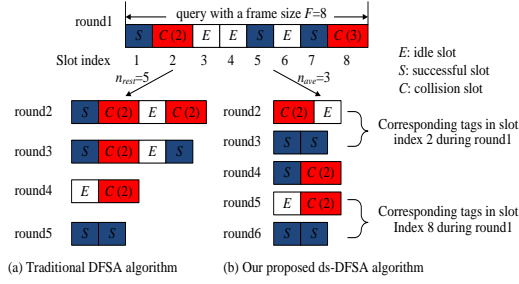 query with a frame size F=8
round1
S C (2) E E S E S C (3)
Slot index 1 2 3 4 5 6 7 8
E: idle slot
S: successful slot
C: collision slot
n_rest=5
n_ave=3
round2 S C (2) E C (2)
round3 S C (2) E S
round4 E C (2)
round5 S S
(a) Traditional DFSA algorithm
round2 C (2) E
round3 S S
Corresponding tags in slot
index 2 during round1
round4 S C (2)
round5 E C (2)
round6 S S
Corresponding tags in slot
Index 8 during round1
(b) Our proposed ds-DFSA algorithm